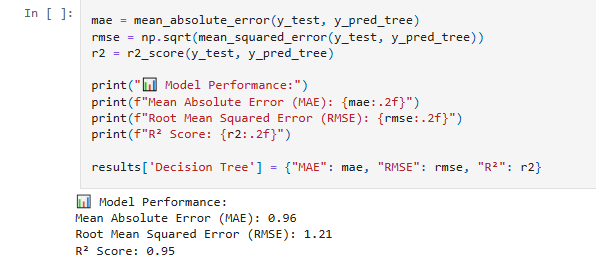 In [ ]:
mae = mean_absolute_error(y_test, y_pred_tree)
rmse = np.sqrt(mean_squared_error(y_test, y_pred_tree))
r2 = r2_score(y_test, y_pred_tree)
print("📊 Model Performance:")
print(f"Mean Absolute Error (MAE): {mae:.2f}")
print(f"Root Mean Squared Error (RMSE): {rmse:.2f}")
print(f"R² Score: {r2:.2f}")
results['Decision Tree'] = {"MAE": mae, "RMSE": rmse, "R²": r2}
📊 Model Performance:
Mean Absolute Error (MAE): 0.96
Root Mean Squared Error (RMSE): 1.21
R² Score: 0.95